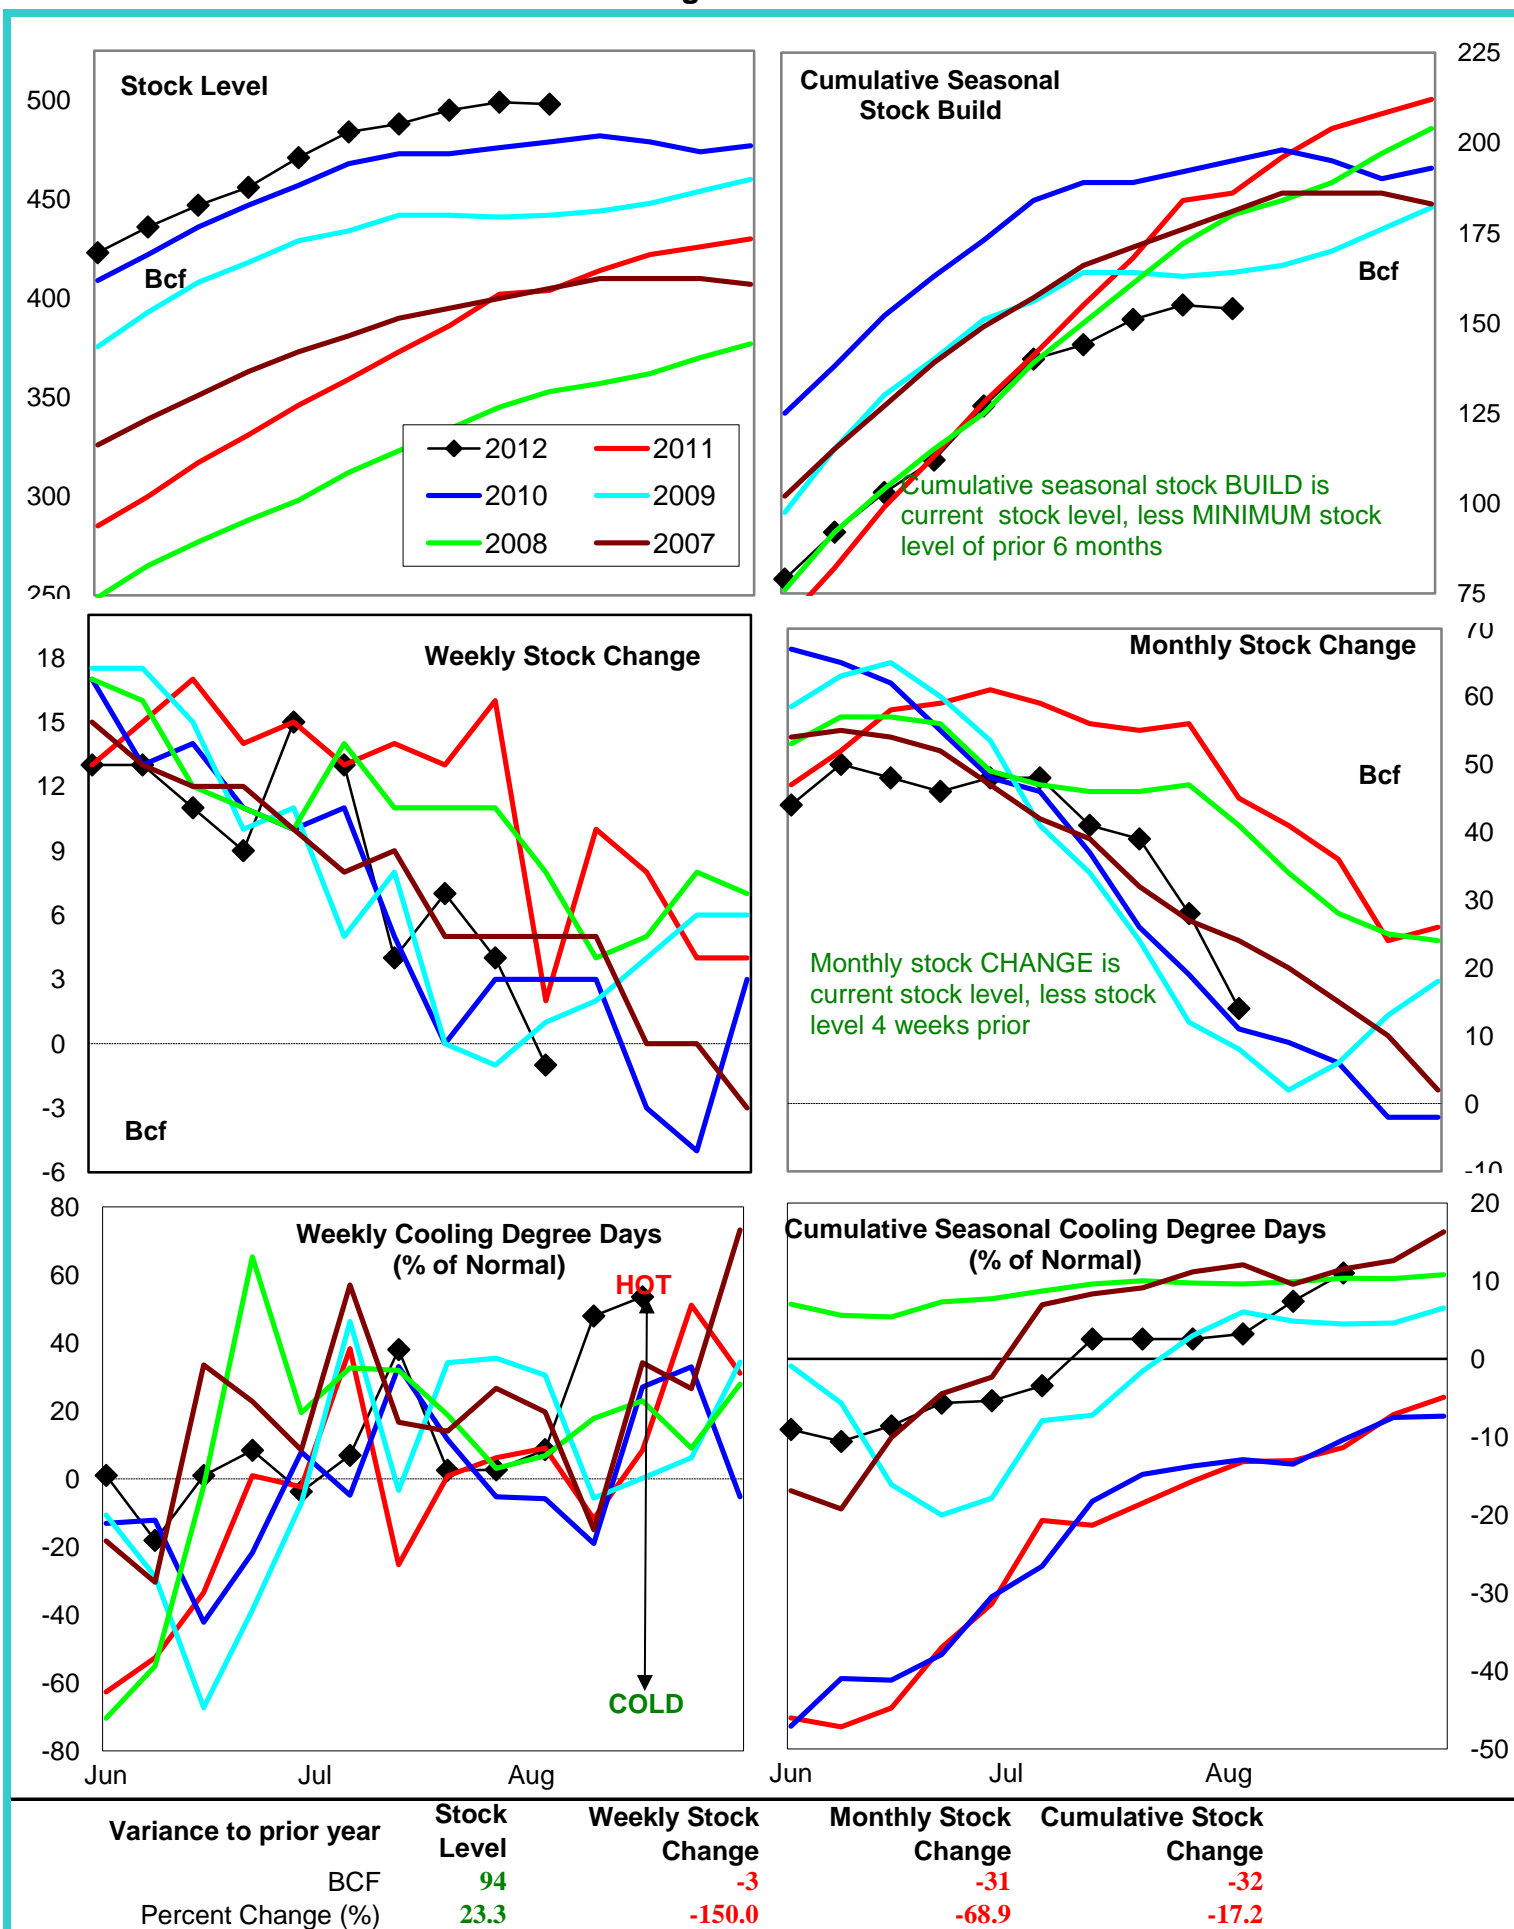 Stock Level
500
450
400
350
300
250
Bcf
2012
2011
2010
2009
2008
2007
Cumulative Seasonal
Stock Build
225
200
175
150
125
100
75
Bcf
Cumulative seasonal stock BUILD is
current stock level, less MINIMUM stock
level of prior 6 months
Weekly Stock Change
18
15
12
9
6
3
0
-3
-6
Bcf
Monthly Stock Change
70
60
50
40
30
20
10
0
-10
Bcf
Monthly stock CHANGE is
current stock level, less stock
level 4 weeks prior
Weekly Cooling Degree Days
(% of Normal)
80
60
40
20
0
-20
-40
-60
-80
HOT
COLD
Jun Jul Aug
Cumulative Seasonal Cooling Degree Days
(% of Normal)
20
10
0
-10
-20
-30
-40
-50
Jun Jul Aug
Variance to prior year
Stock
Level
Weekly Stock
Change
Monthly Stock
Change
Cumulative Stock
Change
BCF 94 -3 -31 -32
Percent Change (%) 23.3 -150.0 -68.9 -17.2